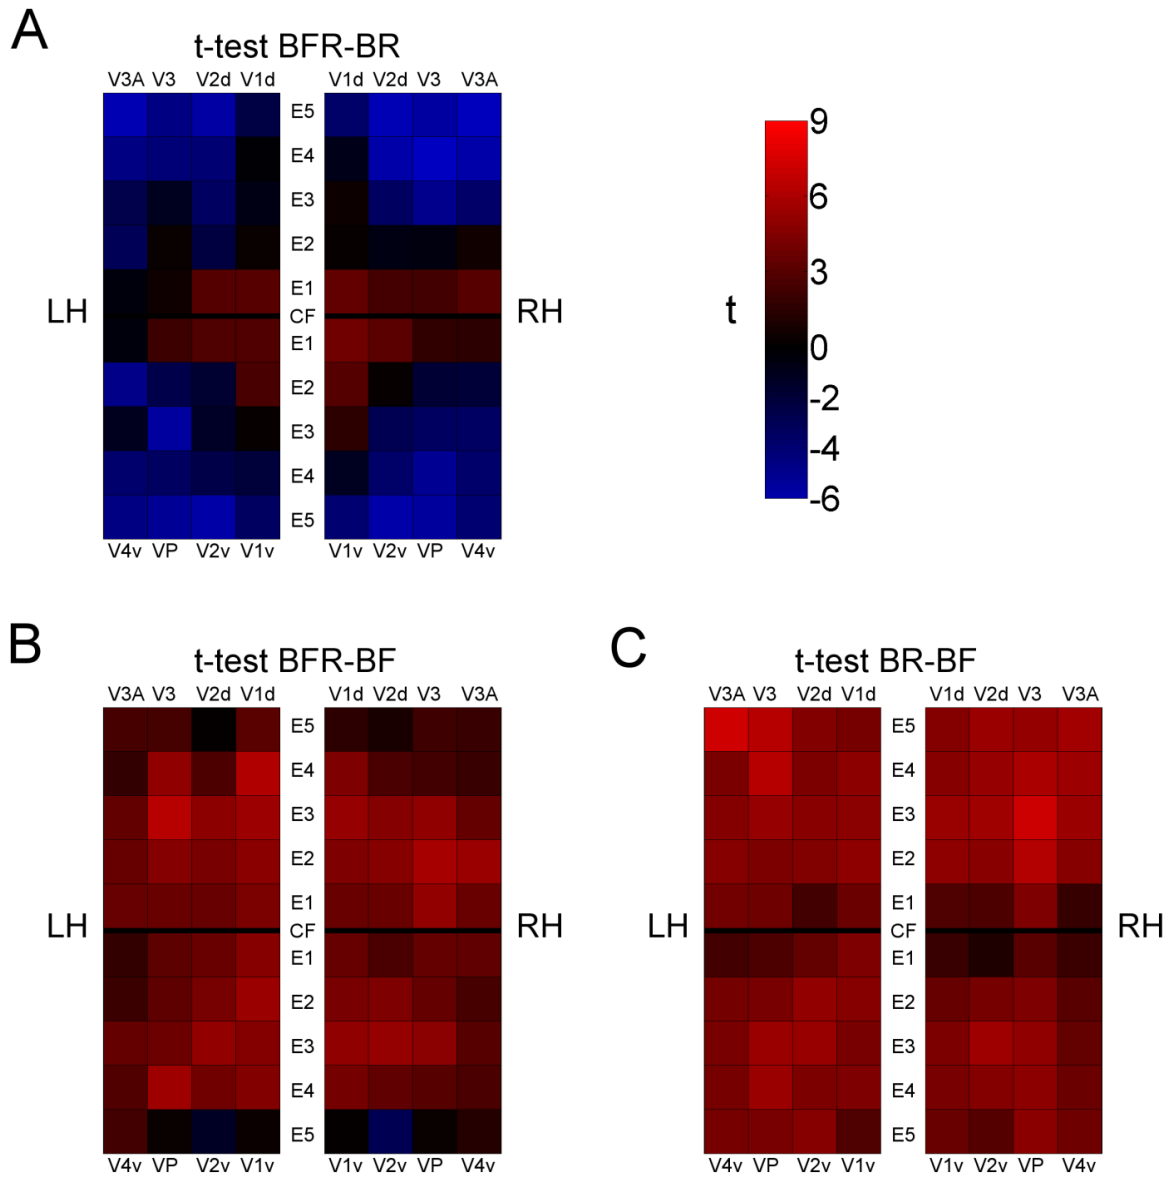 A
t-test BFR-BR
V3A V3 V2d V1d V1d V2d V3 V3A
E5
E4
E3
E2
E1
LH CF RH
E1
E2
E3
E4
E5
V4v VP V2v V1v V1v V2v VP V4v
t
9
6
3
0
-2
-4
-6
B
t-test BFR-BF
V3A V3 V2d V1d V1d V2d V3 V3A
E5
E4
E3
E2
E1
LH CF RH
E1
E2
E3
E4
E5
V4v VP V2v V1v V1v V2v VP V4v
C
t-test BR-BF
V3A V3 V2d V1d V1d V2d V3 V3A
E5
E4
E3
E2
E1
LH CF RH
E1
E2
E3
E4
E5
V4v VP V2v V1v V1v V2v VP V4v